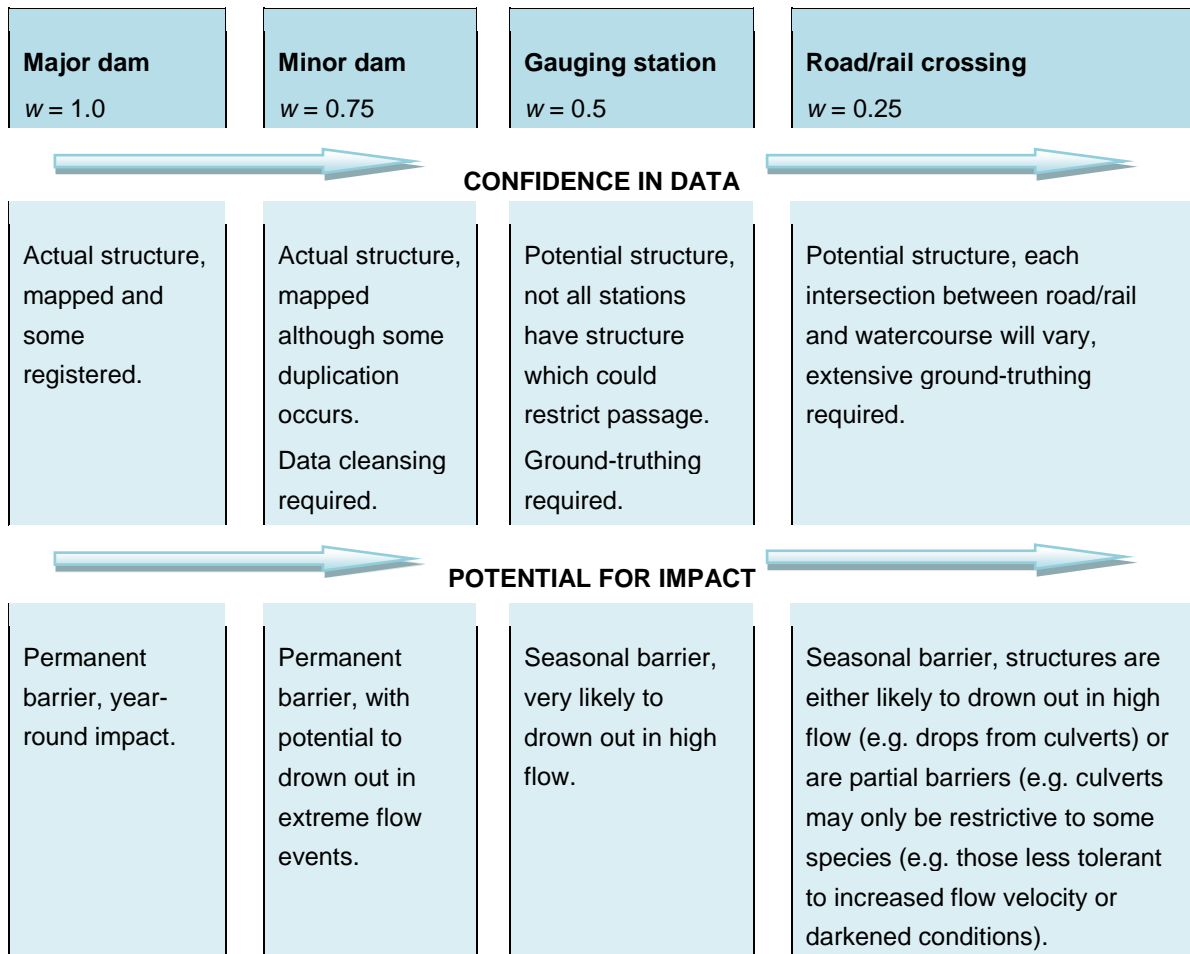 Major dam
w = 1.0
Minor dam
w = 0.75
Gauging station
w = 0.5
Road/rail crossing
w = 0.25
CONFIDENCE IN DATA
Actual structure,
mapped and
some
registered.
Actual structure,
mapped
although some
duplication
occurs.
Data cleansing
required.
Potential structure,
not all stations
have structure
which could
restrict passage.
Ground-truthing
required.
Potential structure, each
intersection between road/rail
and watercourse will vary,
extensive ground-truthing
required.
POTENTIAL FOR IMPACT
Permanent
barrier, year-
round impact.
Permanent
barrier, with
potential to
drown out in
extreme flow
events.
Seasonal barrier,
very likely to
drown out in high
flow.
Seasonal barrier, structures are
either likely to drown out in high
flow (e.g. drops from culverts) or
are partial barriers (e.g. culverts
may only be restrictive to some
species (e.g. those less tolerant
to increased flow velocity or
darkened conditions).